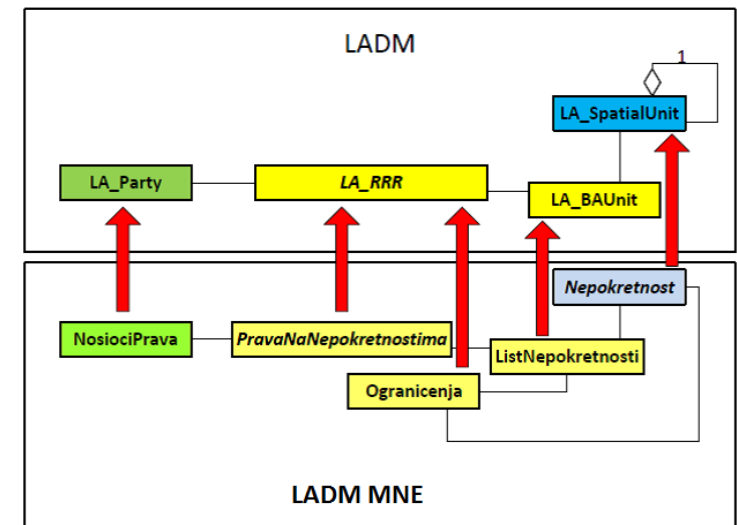 LADM
1
LA_SpatialUnit
LA_Party
LA_RRR
LA_BAUnit
Nepokretnost
NosiociPrava
PravaNaNepokretnostima
ListNepokretnosti
Ogranicenja
LADM MNE